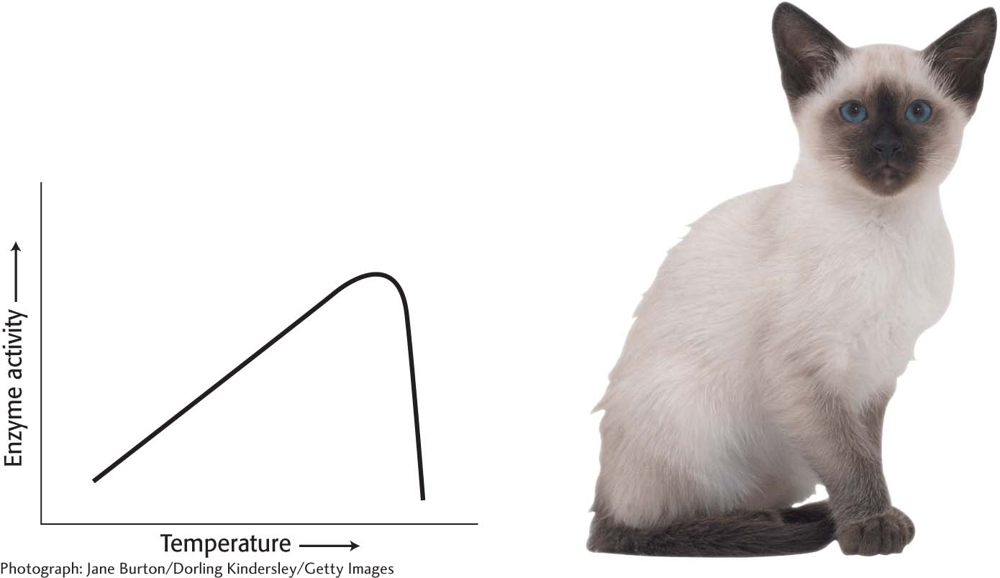 Enzyme activity
Temperature
Photograph: Jane Burton/Dorling Kindersley/Getty Images